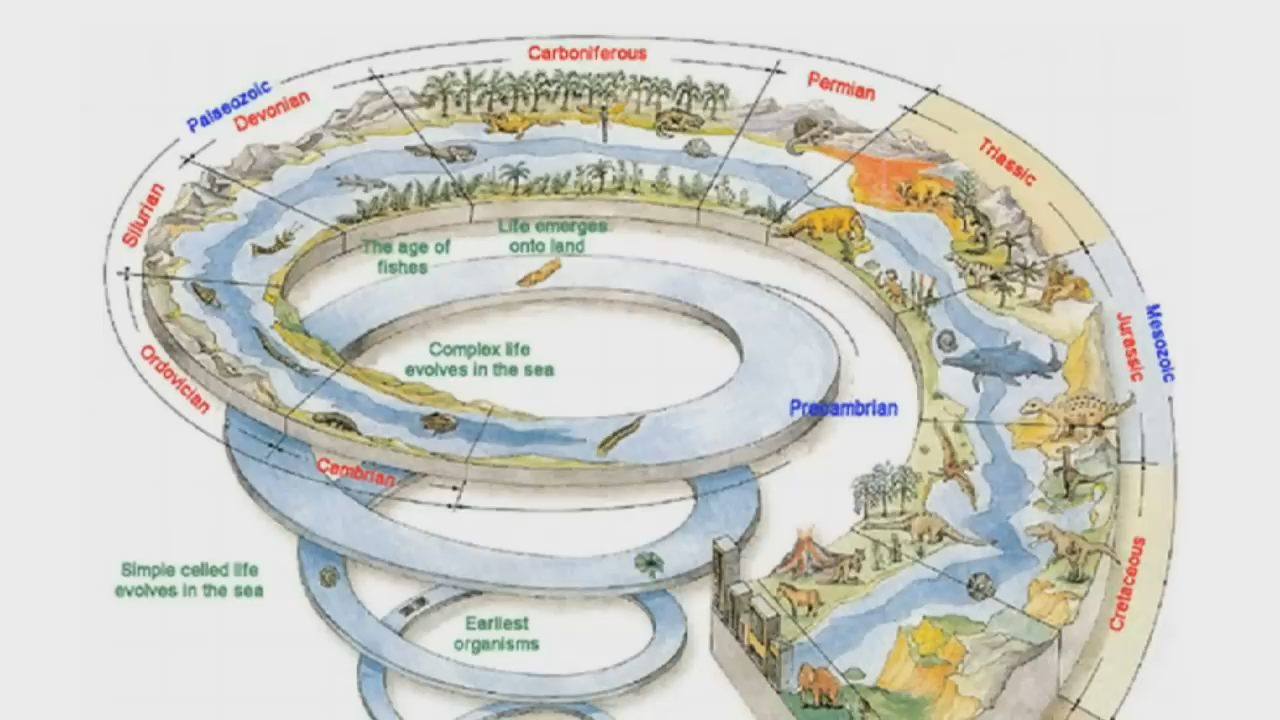 Carboniferous
Permian
Palaeozoic
Devonian
Triassic
Silurian
Life emerges
onto land
The age of
fishes
Mesozoic
Jurassic
Ordovician
Complex life
evolves in the sea
Precambrian
Cambrian
Simple celled life
evolves in the sea
Cretaceous
Earliest
organisms